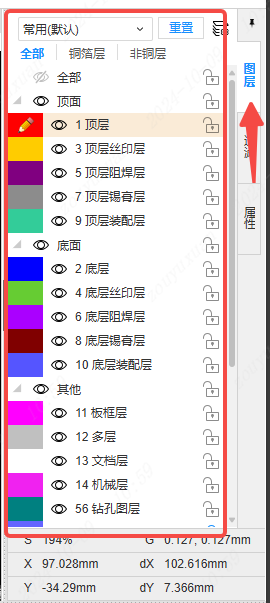 常用(默认)
重置
全部 铜箔层 非铜层
全部
顶面
1 顶层
3 顶层丝印层
5 顶层阻焊层
7 顶层锡膏层
9 顶层装配层
底面
2 底层
4 底层丝印层
6 底层阻焊层
8 底层锡膏层
10 底层装配层
其他
11 板框层
12 多层
13 文档层
14 机械层
56 钻孔图层
图层
属性
S 194% G 0.127, 0.127mm
X 97.028mm dX 102.616mm
Y -34.29mm dY 7.366mm